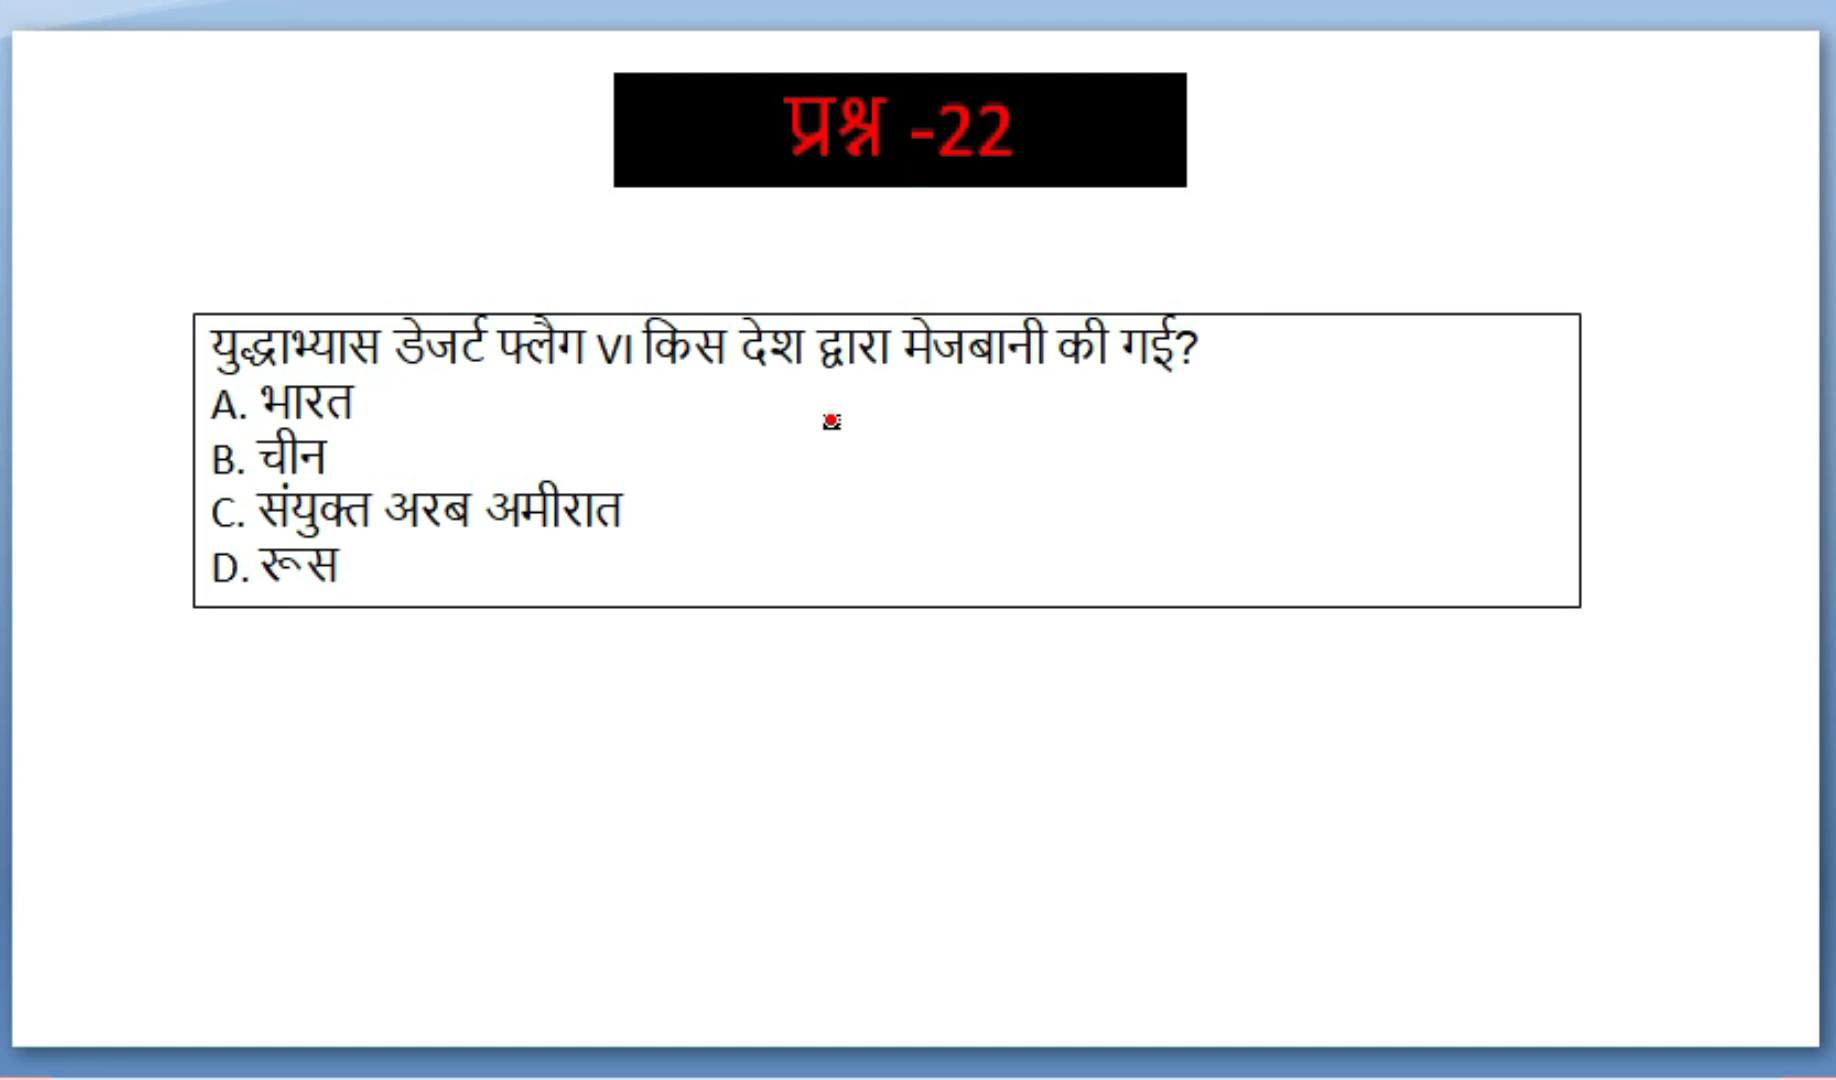 प्रश्न -22
युद्धाभ्यास डेजर्ट फ्लैग VI किस देश द्वारा मेजबानी की गई?
A. भारत
B. चीन
C. संयुक्त अरब अमीरात
D. रूस